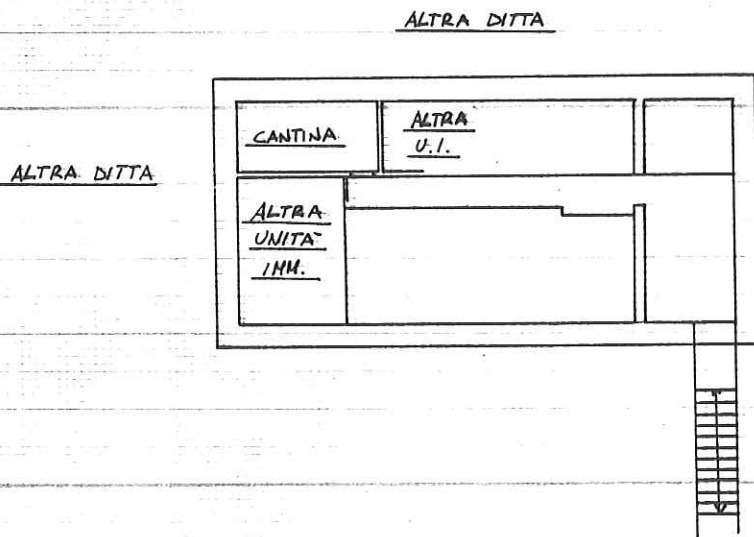 ALTRA DITTA
CANTINA
ALTRA
U.I.
ALTRA DITTA
ALTRA
UNITA'
IMM.